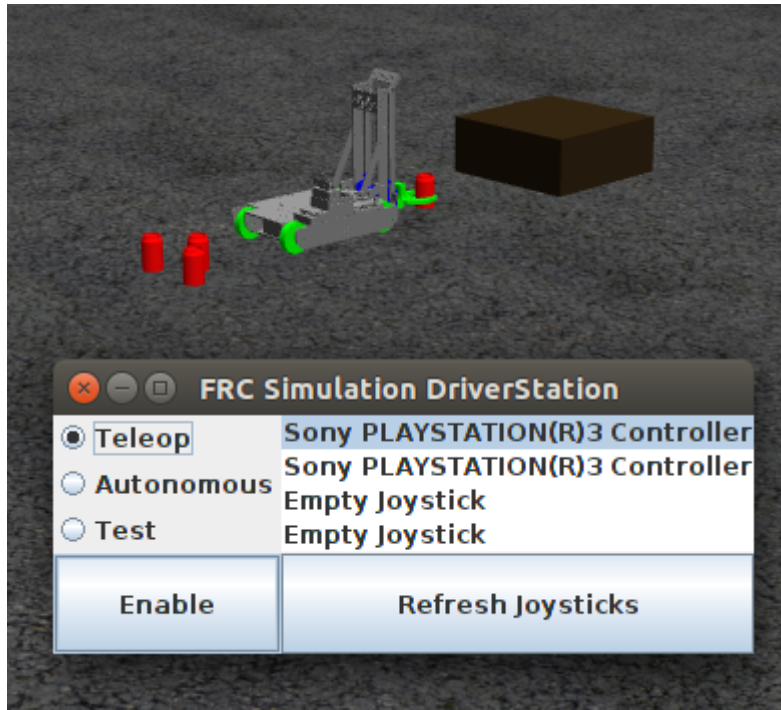 FRC Simulation DriverStation
Teleop
Autonomous
Test
Sony PLAYSTATION(R)3 Controller
Sony PLAYSTATION(R)3 Controller
Empty Joystick
Empty Joystick
Enable
Refresh Joysticks